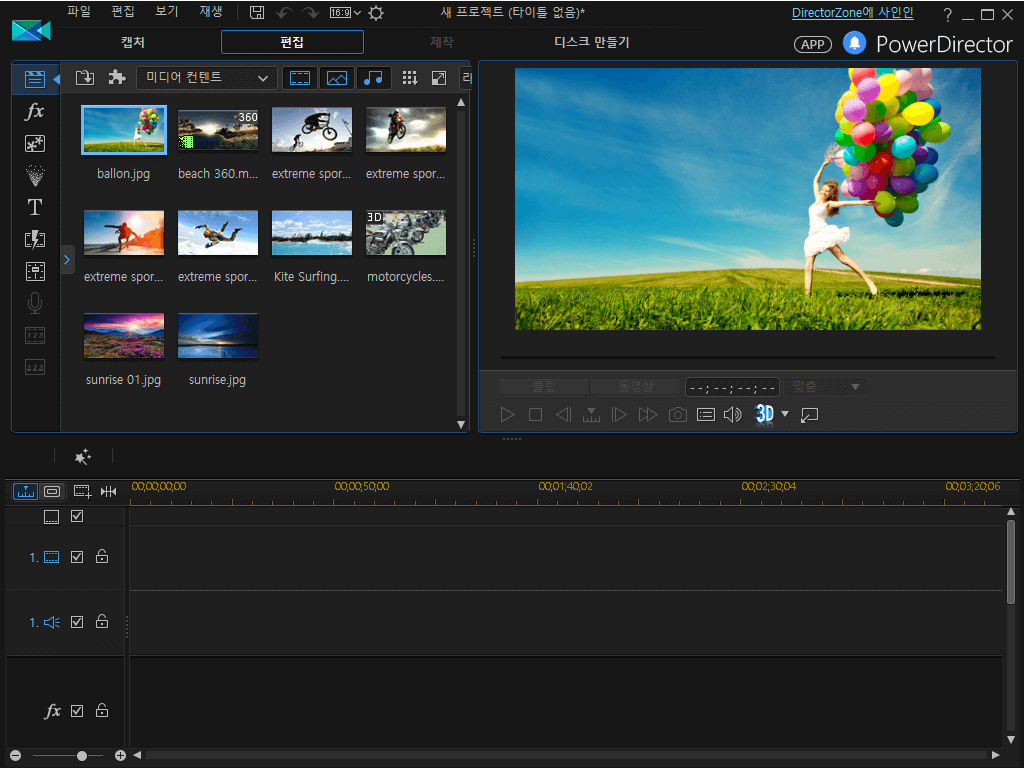 파일 편집 보기 재생 16:9 새 프로젝트 (타이틀 없음)* DirectorZone에 사인인 ?
캡처 편집 제작 디스크 만들기 APP PowerDirector
미디어 컨텐트 라
fx
360
ballon.jpg beach 360.m... extreme spor... extreme spor...
T
3D
extreme spor... extreme spor... Kite Surfing.... motorcycles....
sunrise 01.jpg sunrise.jpg
클립 동영상 --;--;--;-- 맞춤
3D
00;00;00;00 00;00;50;00 00;01;40;02 00;02;30;04 00;03;20;06
1.
1.
fx